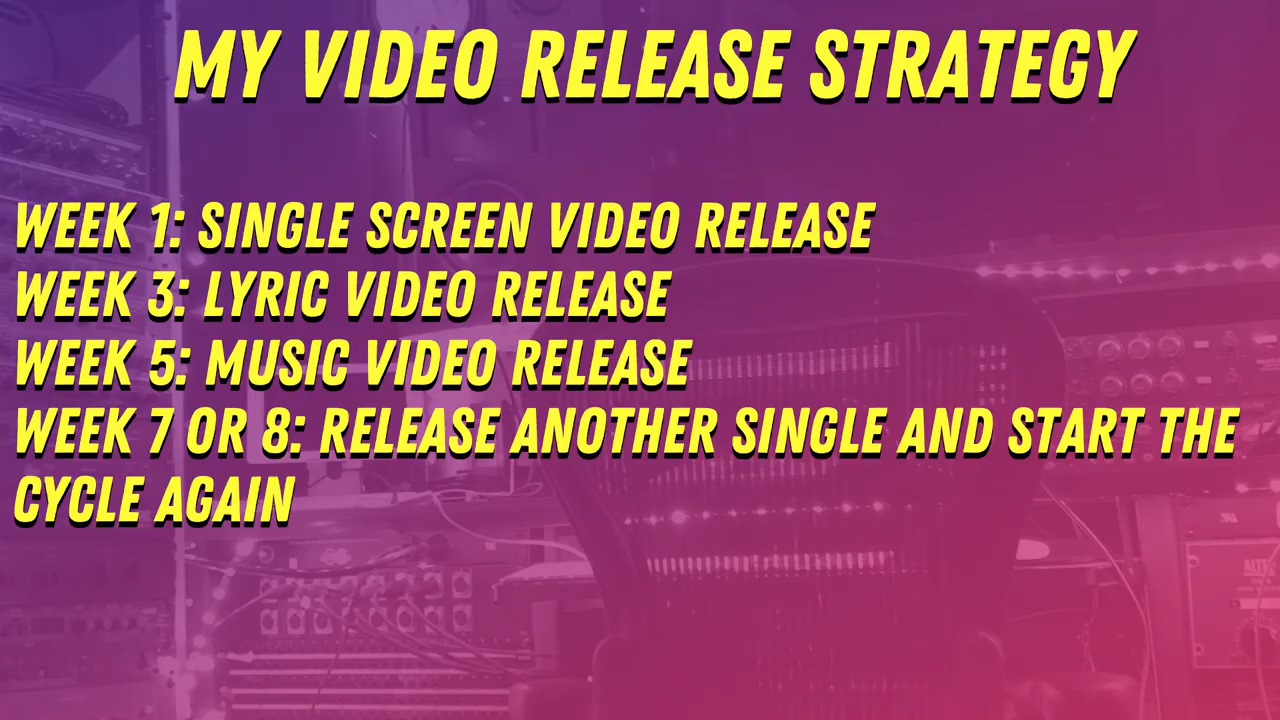 MY VIDEO RELEASE STRATEGY
WEEK 1: SINGLE SCREEN VIDEO RELEASE
WEEK 3: LYRIC VIDEO RELEASE
WEEK 5: MUSIC VIDEO RELEASE
WEEK 7 OR 8: RELEASE ANOTHER SINGLE AND START THE
CYCLE AGAIN